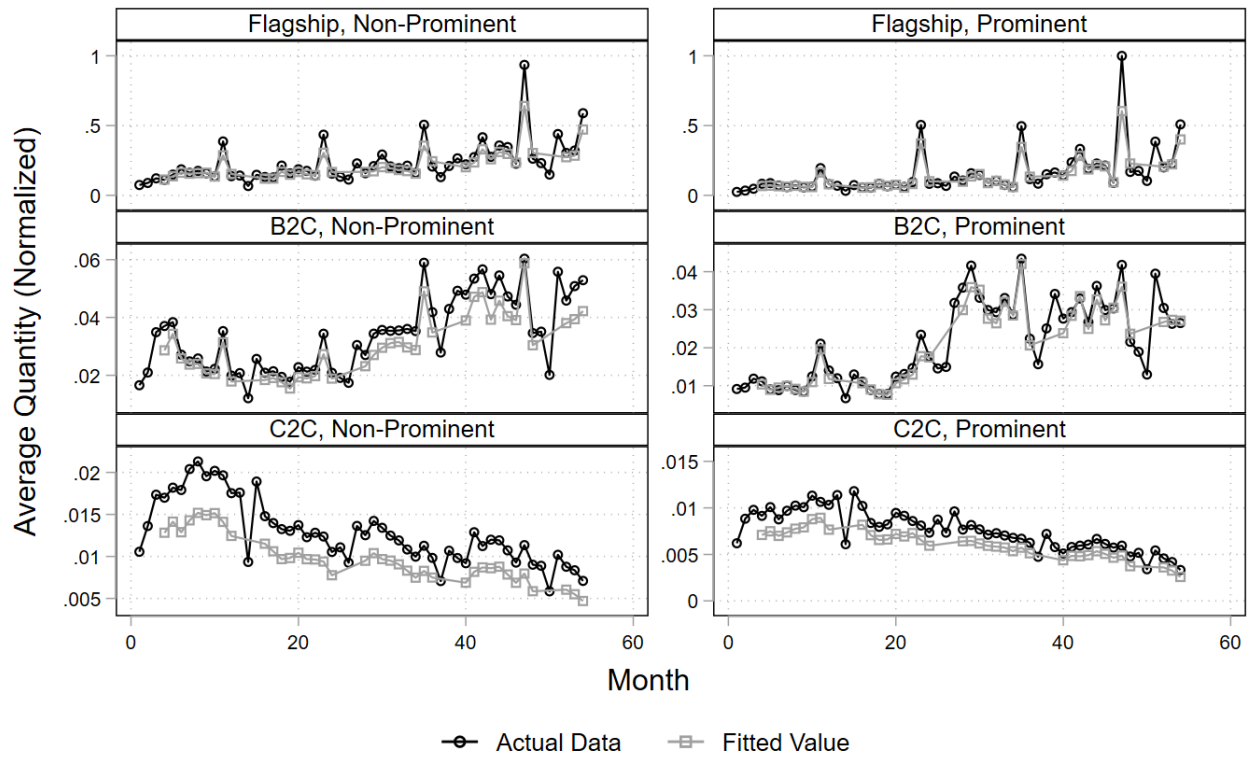 Flagship, Non-Prominent
Flagship, Prominent
1
.5
0
1
.5
0
B2C, Non-Prominent
B2C, Prominent
.06
.04
.02
.04
.03
.02
.01
C2C, Non-Prominent
C2C, Prominent
.02
.015
.01
.005
.015
.01
.005
0
0 20 40 60
0 20 40 60
Average Quantity (Normalized)
Month
Actual Data
Fitted Value